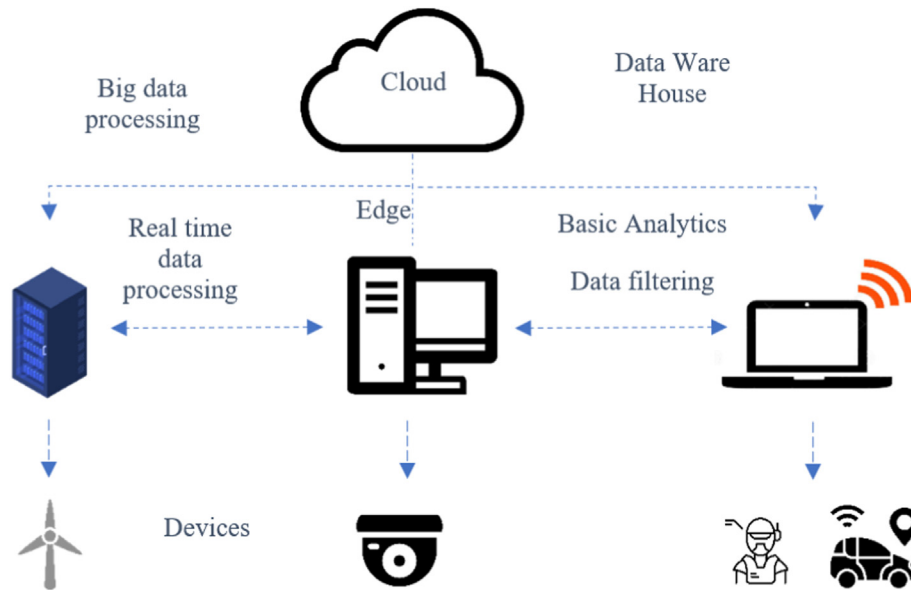 Cloud
Big data
processing
Data Ware
House
Edge
Real time
data
processing
Basic Analytics
Data filtering
Devices